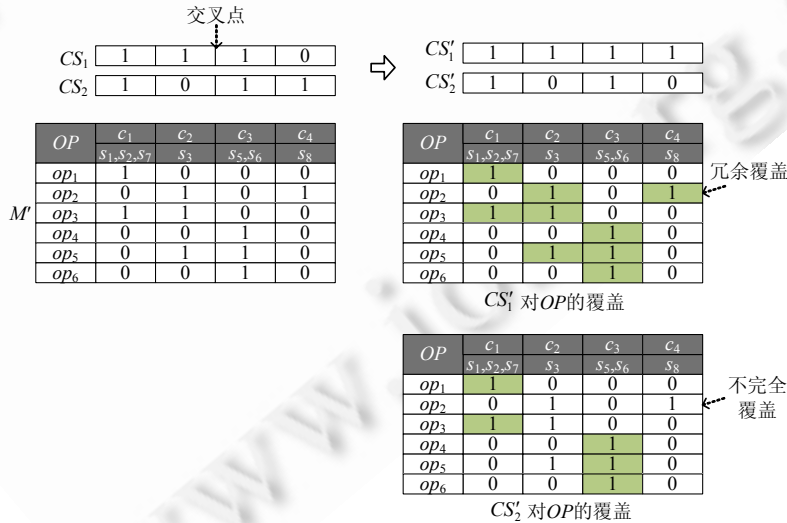 交叉点
CS₁ 1 1 1 0
CS₂ 1 0 1 1
CS′₁ 1 1 1 1
CS′₂ 1 0 1 0
M′
OP c₁ c₂ c₃ c₄
s₁,s₂,s₇ s₃ s₅,s₆ s₈
op₁ 1 0 0 0
op₂ 0 1 0 1
op₃ 1 1 0 0
op₄ 0 0 1 0
op₅ 0 1 1 0
op₆ 0 0 1 0
OP c₁ c₂ c₃ c₄
s₁,s₂,s₇ s₃ s₅,s₆ s₈
op₁ 1 0 0 0
op₂ 0 1 0 1
op₃ 1 1 0 0
op₄ 0 0 1 0
op₅ 0 1 1 0
op₆ 0 0 1 0
冗余覆盖
CS′₁ 对OP的覆盖
OP c₁ c₂ c₃ c₄
s₁,s₂,s₇ s₃ s₅,s₆ s₈
op₁ 1 0 0 0
op₂ 0 1 0 1
op₃ 1 1 0 0
op₄ 0 0 1 0
op₅ 0 1 1 0
op₆ 0 0 1 0
不完全
覆盖
CS′₂ 对OP的覆盖